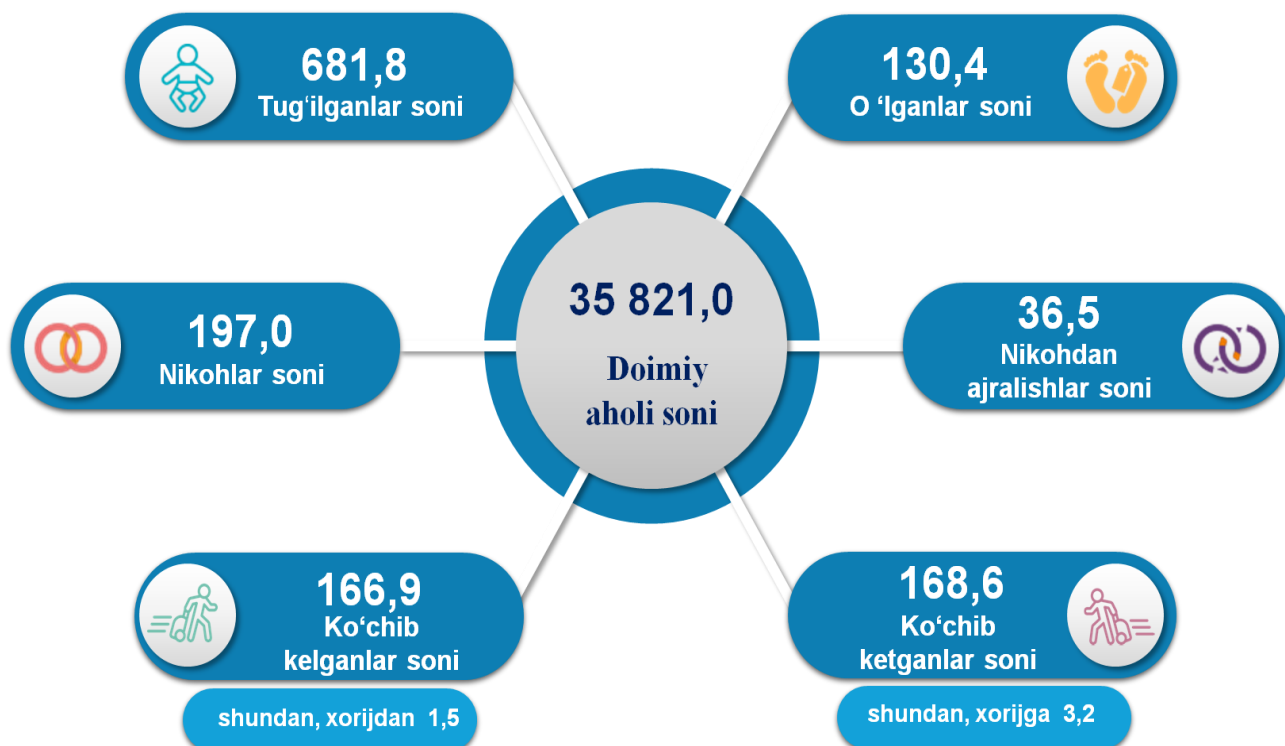 681,8
Tug‘ilganlar soni
130,4
O ‘lganlar soni
197,0
Nikohlar soni
35 821,0
Doimiy
aholi soni
36,5
Nikohdan
ajralishlar soni
166,9
Ko‘chib
kelganlar soni
shundan, xorijdan 1,5
168,6
Ko‘chib
ketganlar soni
shundan, xorijga 3,2